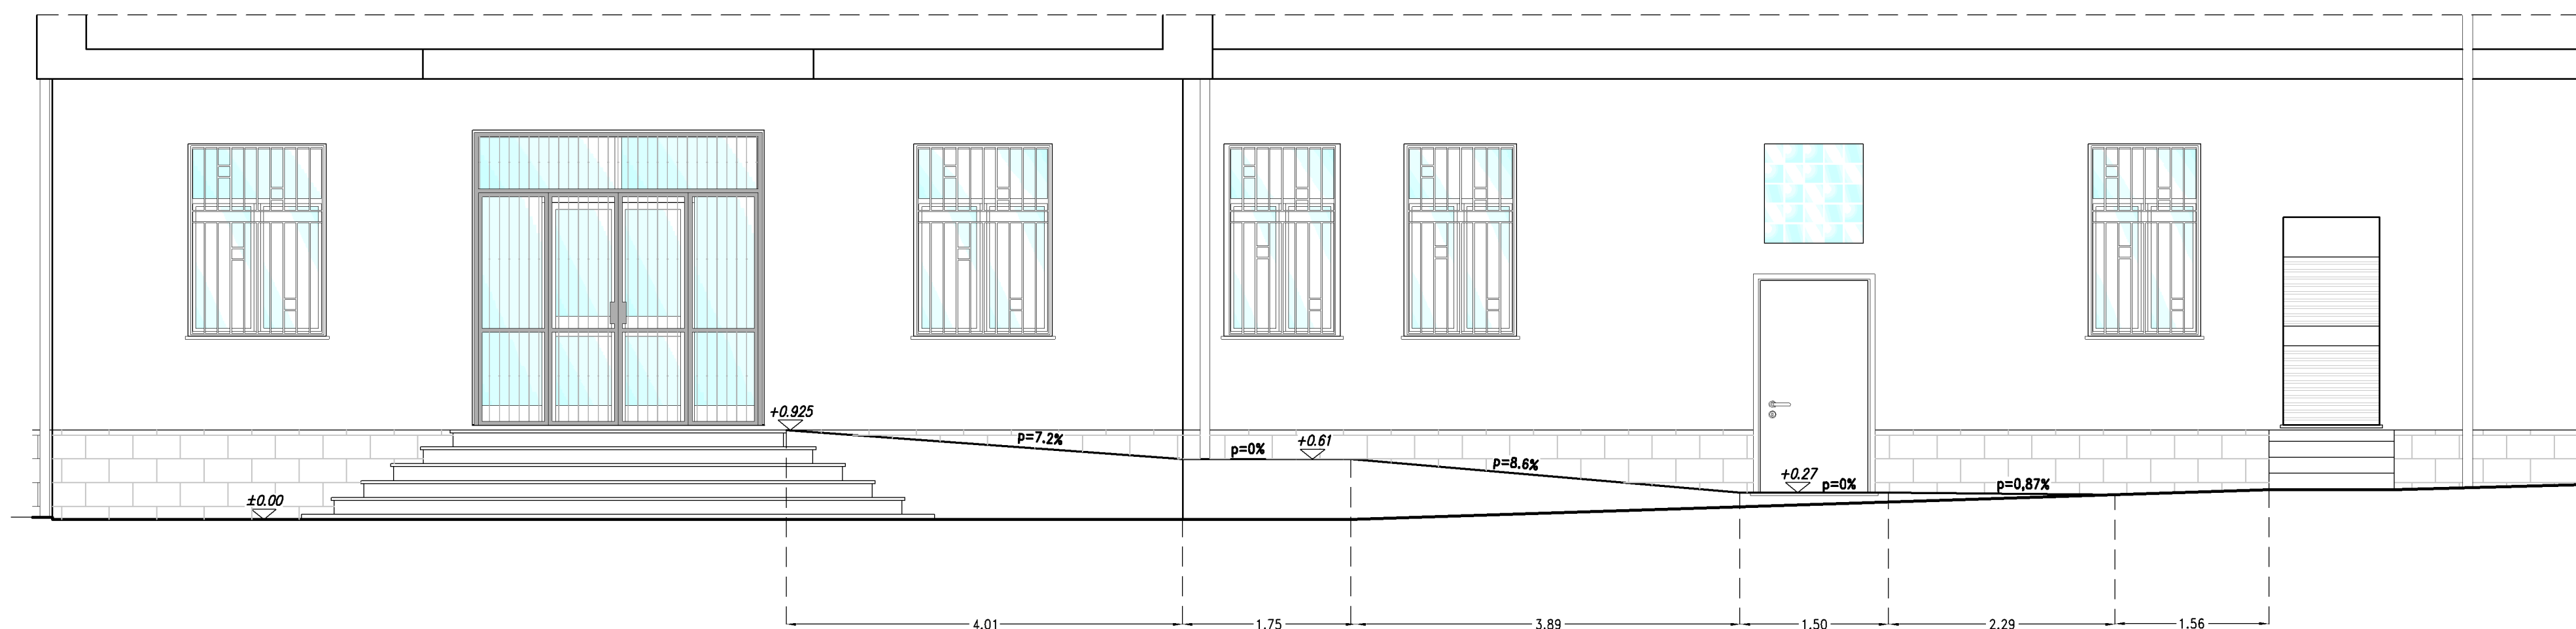 +0.925
p=7.2%
p=0%
+0.61
p=8.6%
+0.27
p=0%
p=0,87%
±0.00
4.01
1.75
3.89
1.50
2.29
1.56